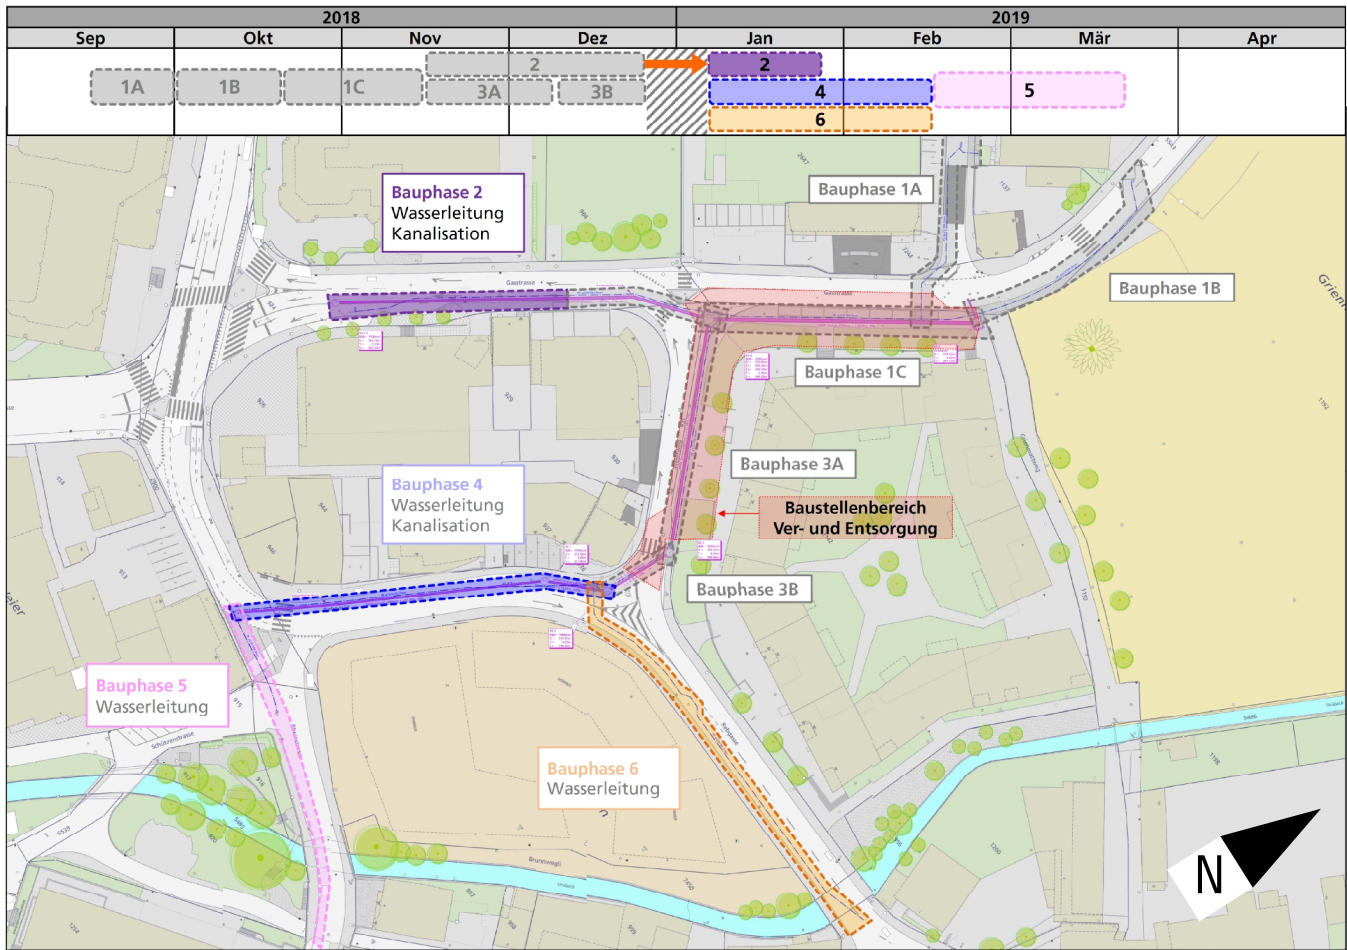 2018
2019
Sep
Okt
Nov
Dez
Jan
Feb
Mär
Apr
1A
1B
1C
2
3A
3B
2
4
6
5
Bauphase 2
Wasserleitung
Kanalisation
Bauphase 1A
Bauphase 1B
Bauphase 1C
Bauphase 4
Wasserleitung
Kanalisation
Bauphase 3A
Baustellenbereich
Ver- und Entsorgung
Bauphase 3B
Bauphase 5
Wasserleitung
Bauphase 6
Wasserleitung
Schützenstrasse
Brunnwegli
N